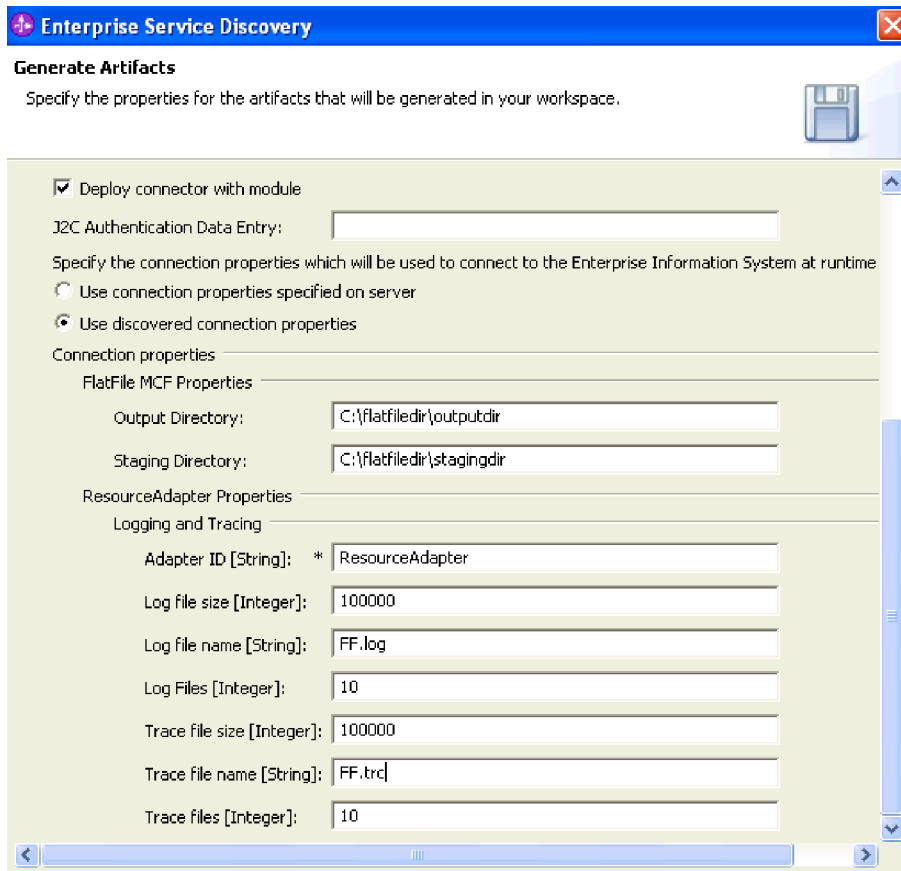 Enterprise Service Discovery
Generate Artifacts
Specify the properties for the artifacts that will be generated in your workspace.
Deploy connector with module
J2C Authentication Data Entry:
Specify the connection properties which will be used to connect to the Enterprise Information System at runtime
Use connection properties specified on server
Use discovered connection properties
Connection properties
FlatFile MCF Properties
Output Directory: C:\flatfiledir\outputdir
Staging Directory: C:\flatfiledir\stagingdir
ResourceAdapter Properties
Logging and Tracing
Adapter ID [String]: * ResourceAdapter
Log file size [Integer]: 100000
Log file name [String]: FF.log
Log Files [Integer]: 10
Trace file size [Integer]: 100000
Trace file name [String]: FF.trc
Trace files [Integer]: 10